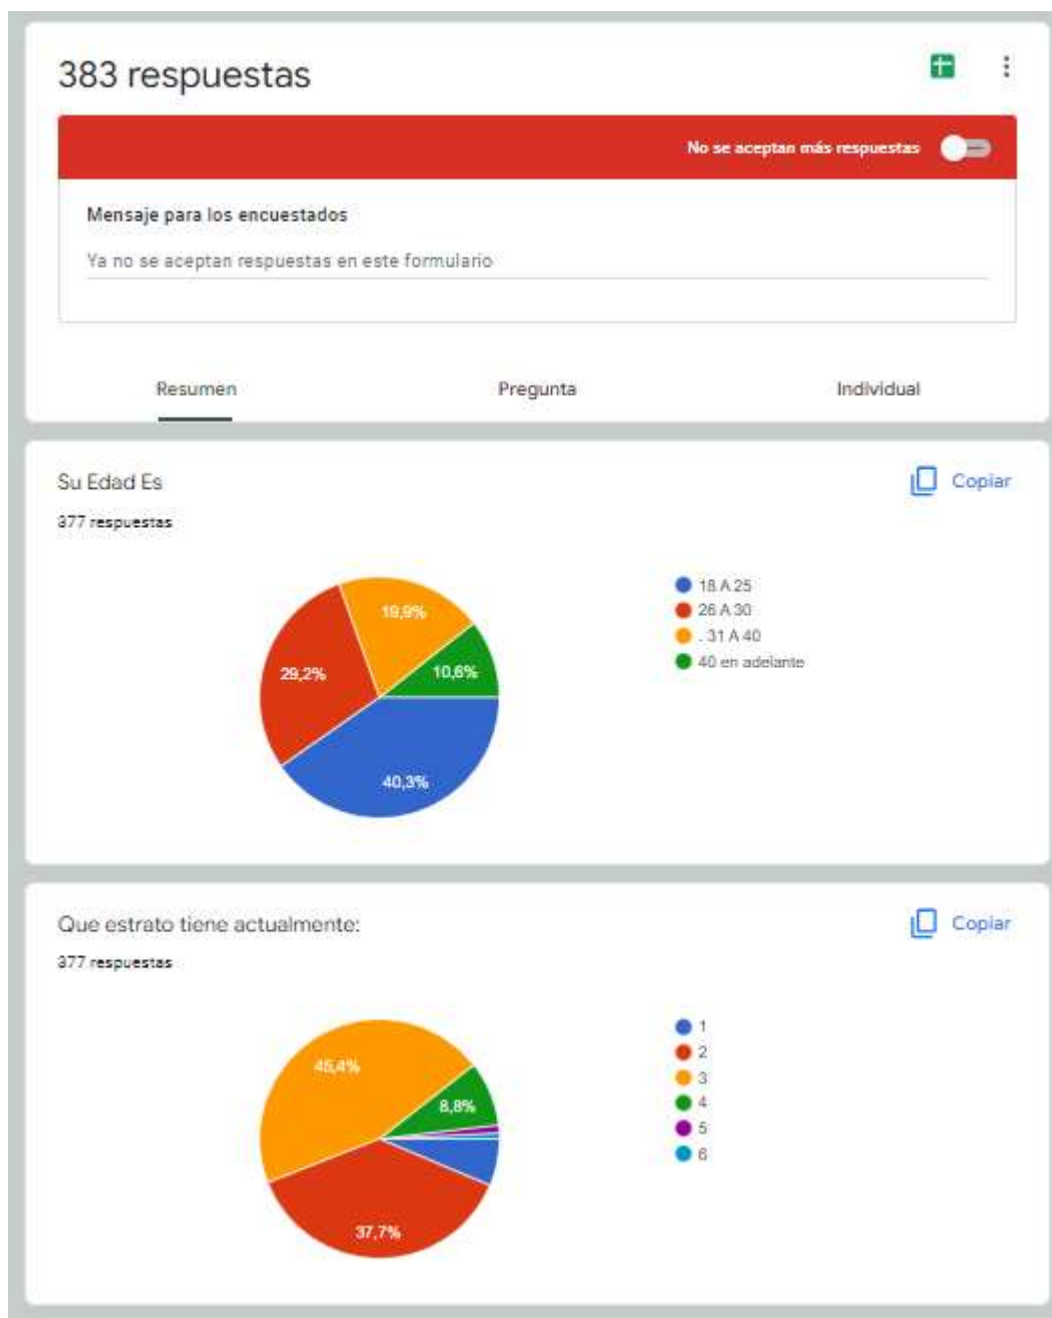 383 respuestas
No se aceptan más respuestas
Mensaje para los encuestados
Ya no se aceptan respuestas en este formulario
Resumen Pregunta Individual
Su Edad Es
Copiar
377 respuestas
18 A 25
26 A 30
. 31 A 40
40 en adelante
19,9%
29,2%
10,6%
40,3%
Que estrato tiene actualmente:
Copiar
377 respuestas
1
2
3
4
5
6
45,4%
8,8%
37,7%